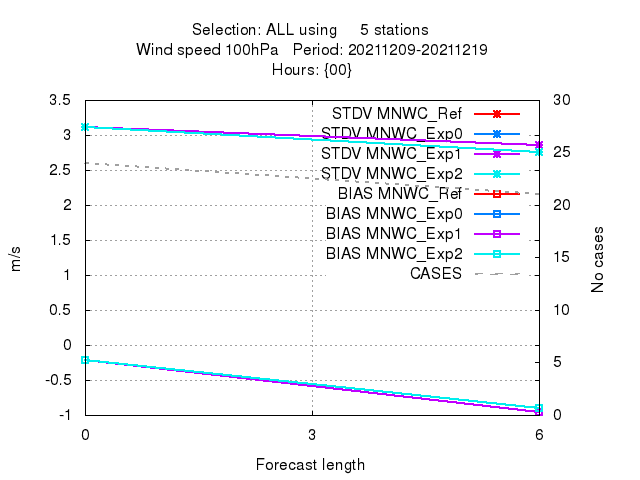 Selection: ALL using 5 stations
Wind speed 100hPa Period: 20211209-20211219
Hours: {00}
3.5
3
2.5
2
1.5
1
0.5
0
-0.5
-1
m/s
30
25
20
15
10
5
0
No cases
STDV MNWC_Ref
STDV MNWC_Exp0
STDV MNWC_Exp1
STDV MNWC_Exp2
BIAS MNWC_Ref
BIAS MNWC_Exp0
BIAS MNWC_Exp1
BIAS MNWC_Exp2
CASES
0 3 6
Forecast length